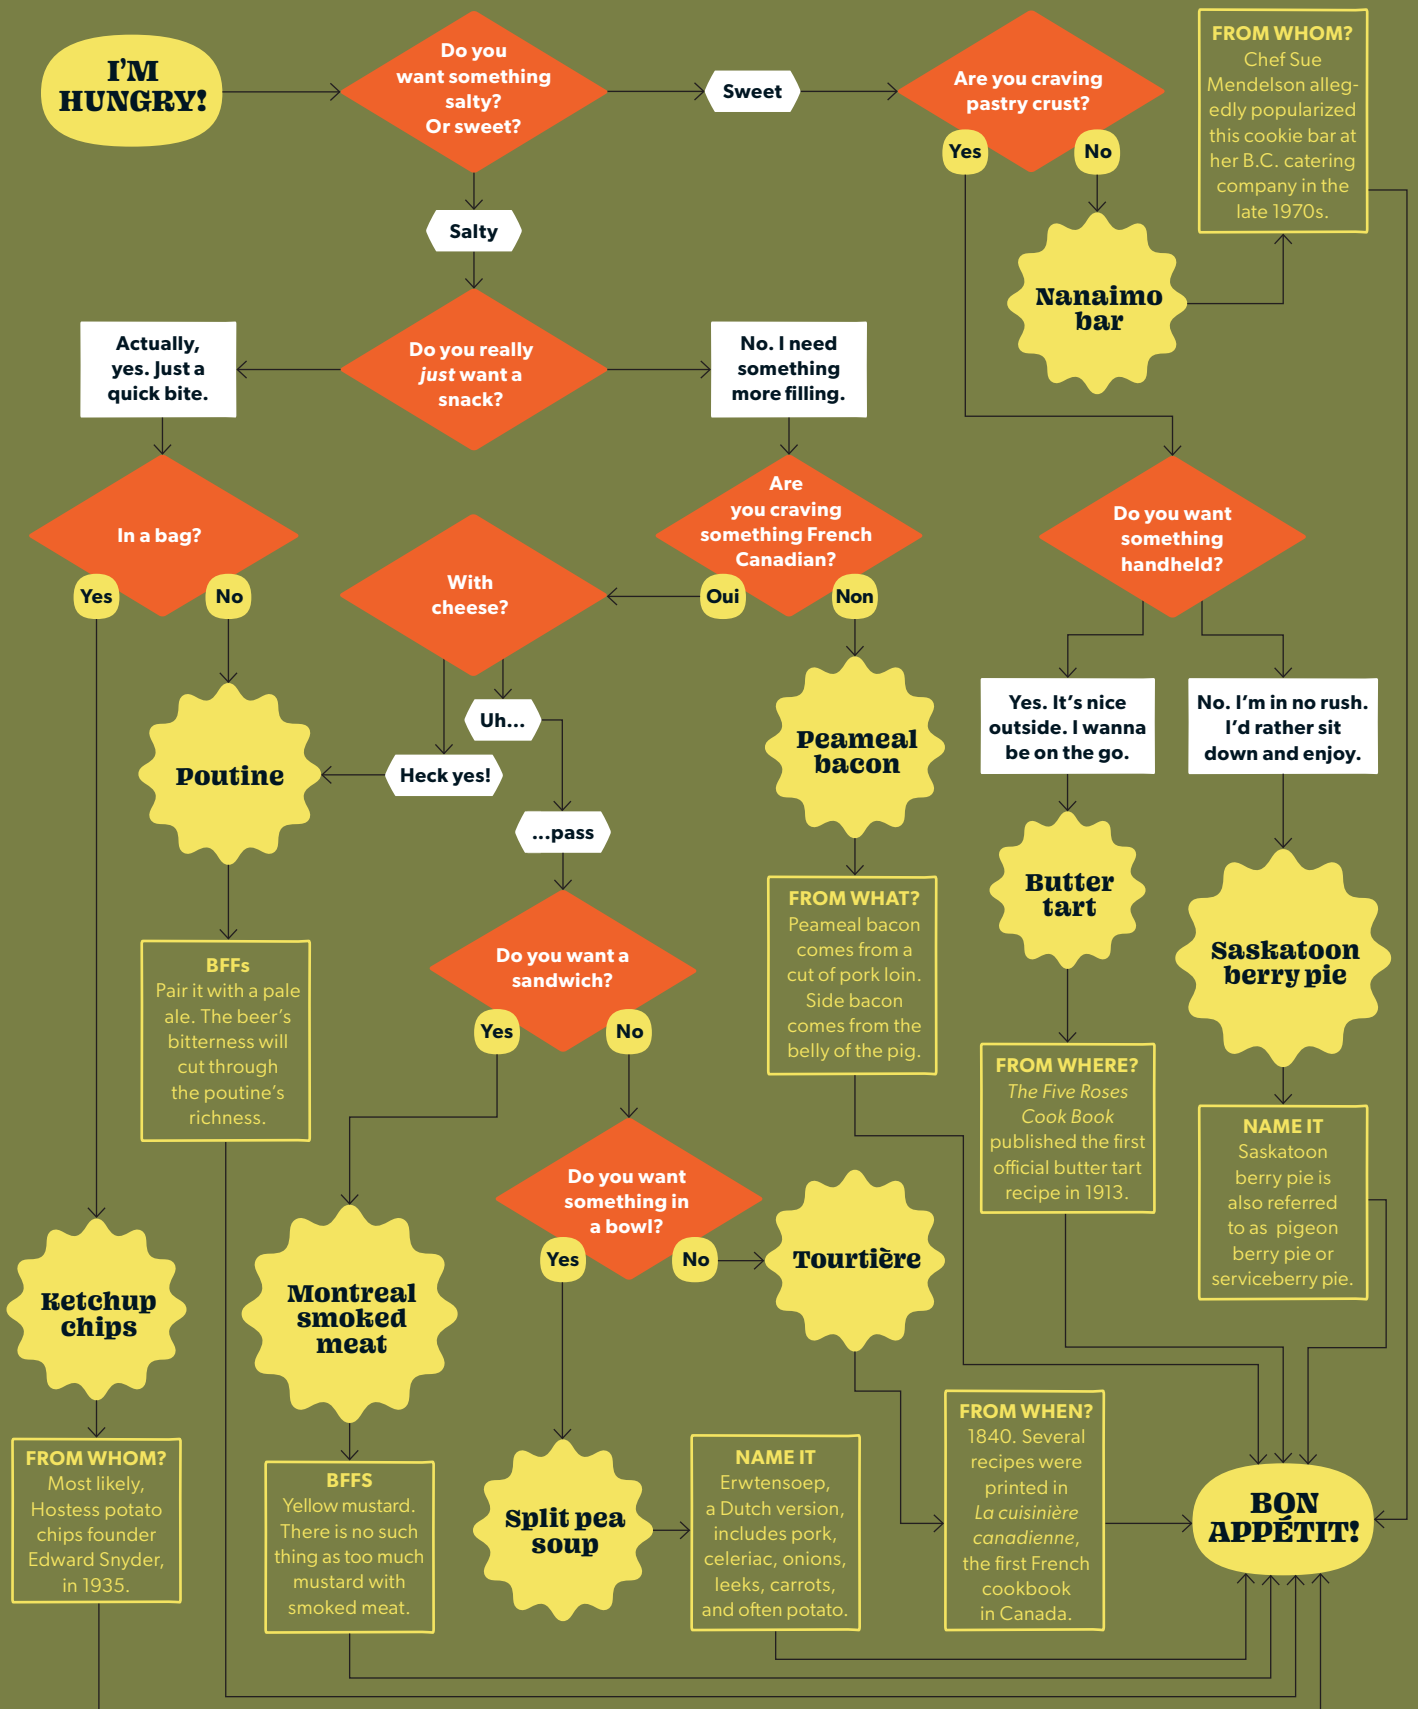 I'M
HUNGRY!
Do you
want something
salty?
Or sweet?
Sweet
Are you craving
pastry crust?
Yes
No
FROM WHOM?
Chef Sue
Mendelson alleg-
edly popularized
this cookie bar at
her B.C. catering
company in the
late 1970s.
Salty
Nanaimo
bar
Actually,
yes. Just a
quick bite.
Do you really
just want a
snack?
No. I need
something
more filling.
In a bag?
Yes
No
With
cheese?
Are
you craving
something French
Canadian?
Oui
Non
Do you want
something
handheld?
Uh...
Heck yes!
...pass
Poutine
Peameal
bacon
Yes. It's nice
outside. I wanna
be on the go.
No. I'm in no rush.
I'd rather sit
down and enjoy.
Butter
tart
Saskatoon
berry pie
BFFs
Pair it with a pale
ale. The beer's
bitterness will
cut through
the poutine's
richness.
Do you want a
sandwich?
Yes
No
FROM WHAT?
Peameal bacon
comes from a
cut of pork loin.
Side bacon
comes from the
belly of the pig.
FROM WHERE?
The Five Roses
Cook Book
published the first
official butter tart
recipe in 1913.
NAME IT
Saskatoon
berry pie is
also referred
to as pigeon
berry pie or
serviceberry pie.
Do you want
something in
a bowl?
Yes
No
Tourtière
Ketchup
chips
Montreal
smoked
meat
FROM WHOM?
Most likely,
Hostess potato
chips founder
Edward Snyder,
in 1935.
BFFS
Yellow mustard.
There is no such
thing as too much
mustard with
smoked meat.
Split pea
soup
NAME IT
Erwtensoep,
a Dutch version,
includes pork,
celeriac, onions,
leeks, carrots,
and often potato.
FROM WHEN?
1840. Several
recipes were
printed in
La cuisinière
canadienne,
the first French
cookbook
in Canada.
BON
APPÉTIT!